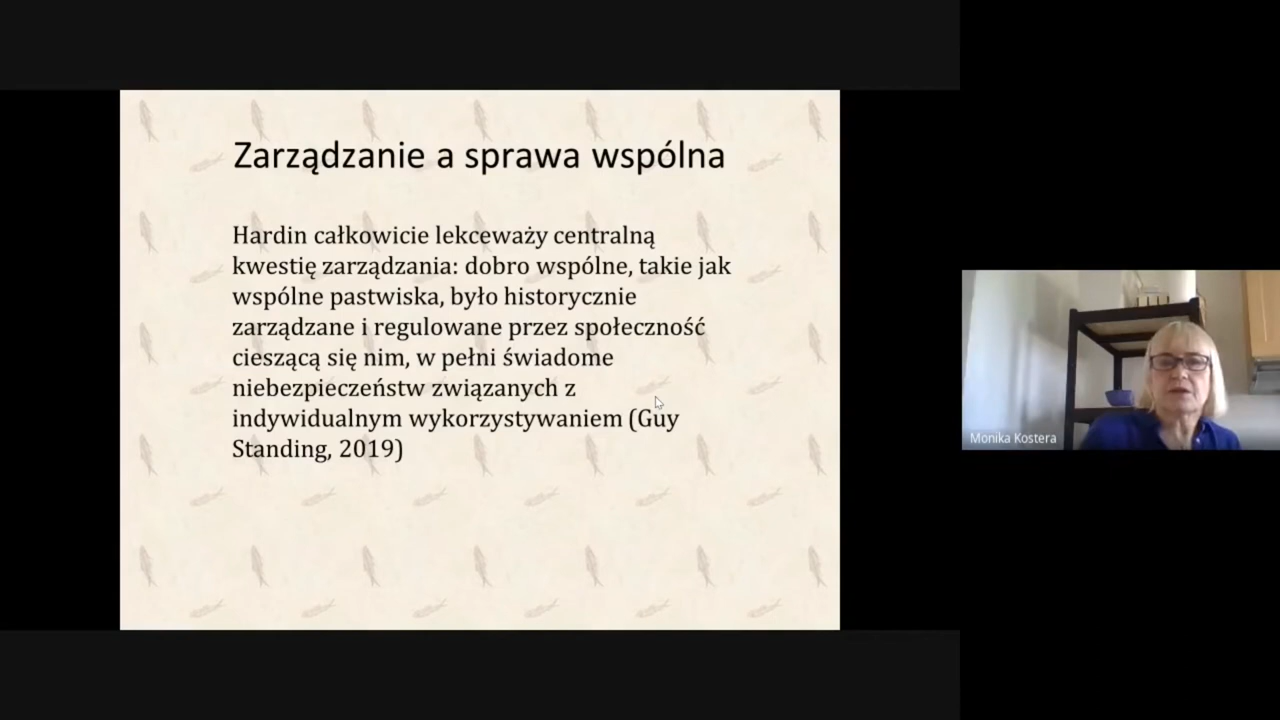 Zarządzanie a sprawa wspólna
Hardin całkowicie lekceważy centralną
kwestię zarządzania: dobro wspólne, takie jak
wspólne pastwiska, było historycznie
zarządzane i regulowane przez społeczność
cieszącą się nim, w pełni świadome
niebezpieczeństw związanych z
indywidualnym wykorzystywaniem (Guy
Standing, 2019)
Monika Kostera